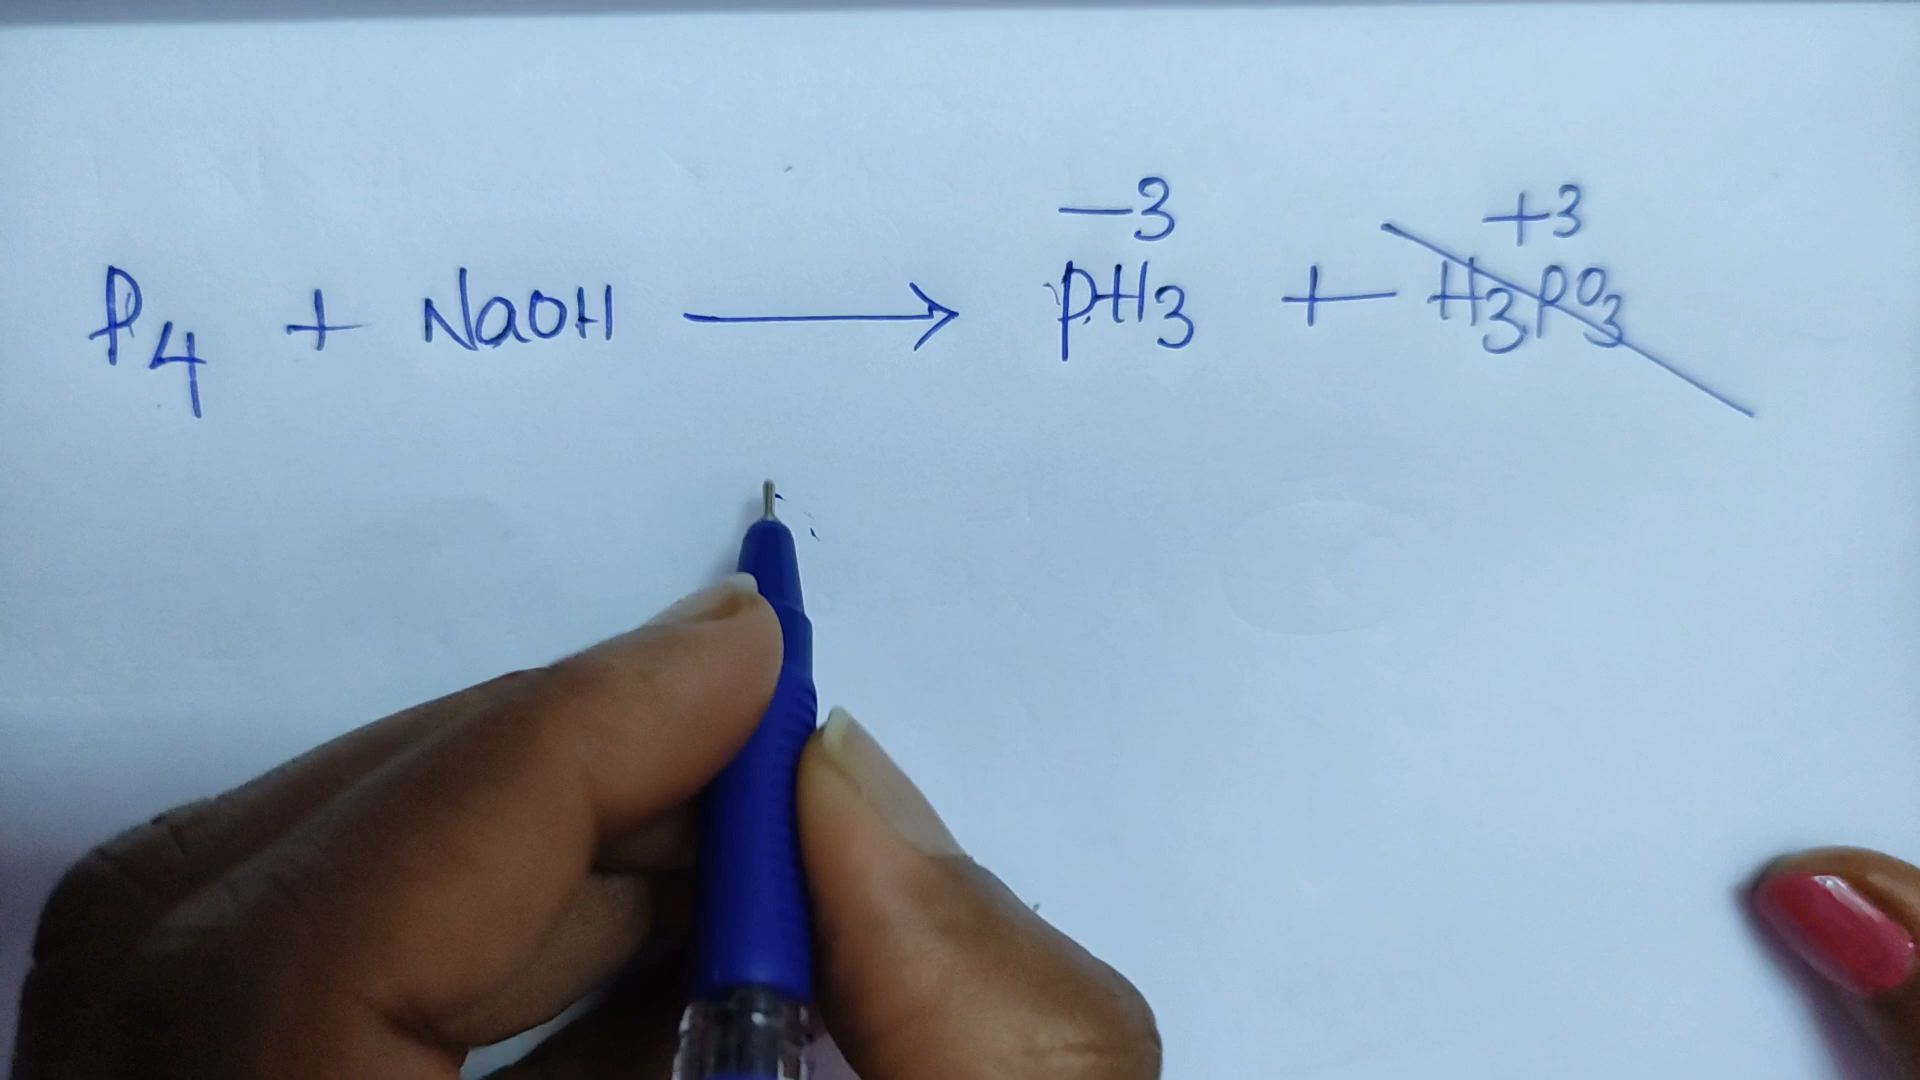 -3 +3
P4 + NaOH ⟶ PH3 + H3PO3